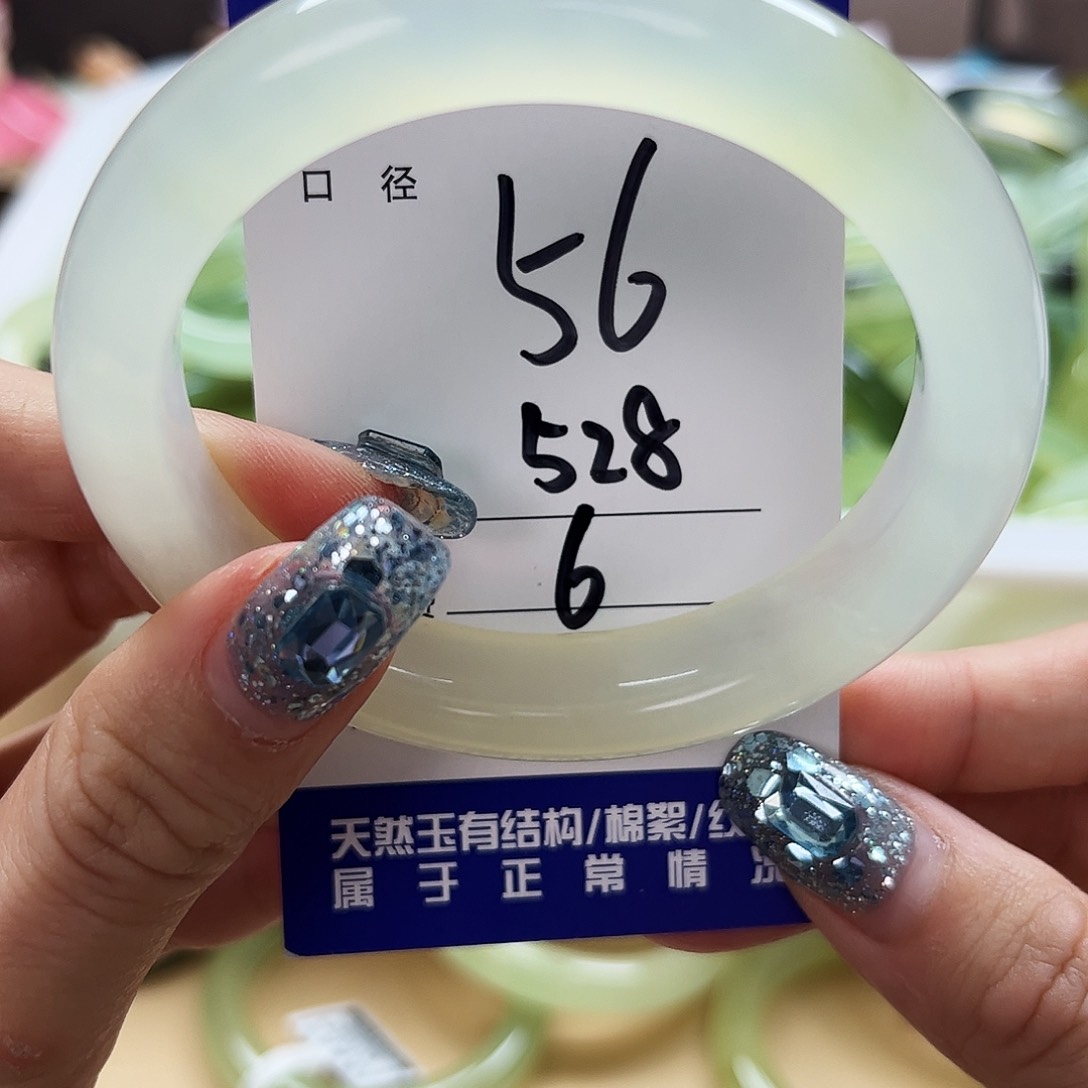 口 径 56
528
6
天然玉有结构/棉絮/纹
属 于 正 常 情 况